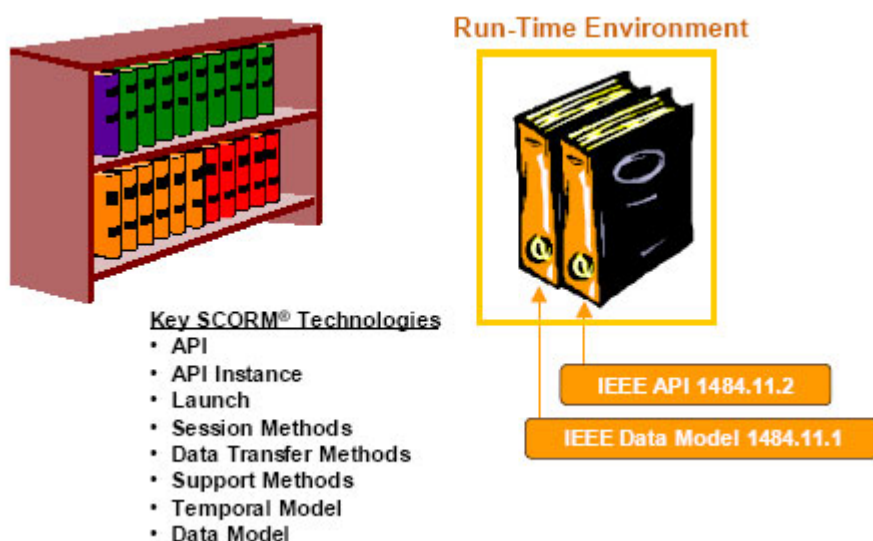 Run-Time Environment
Key SCORM® Technologies
• API
• API Instance
• Launch
• Session Methods
• Data Transfer Methods
• Support Methods
• Temporal Model
• Data Model
IEEE API 1484.11.2
IEEE Data Model 1484.11.1